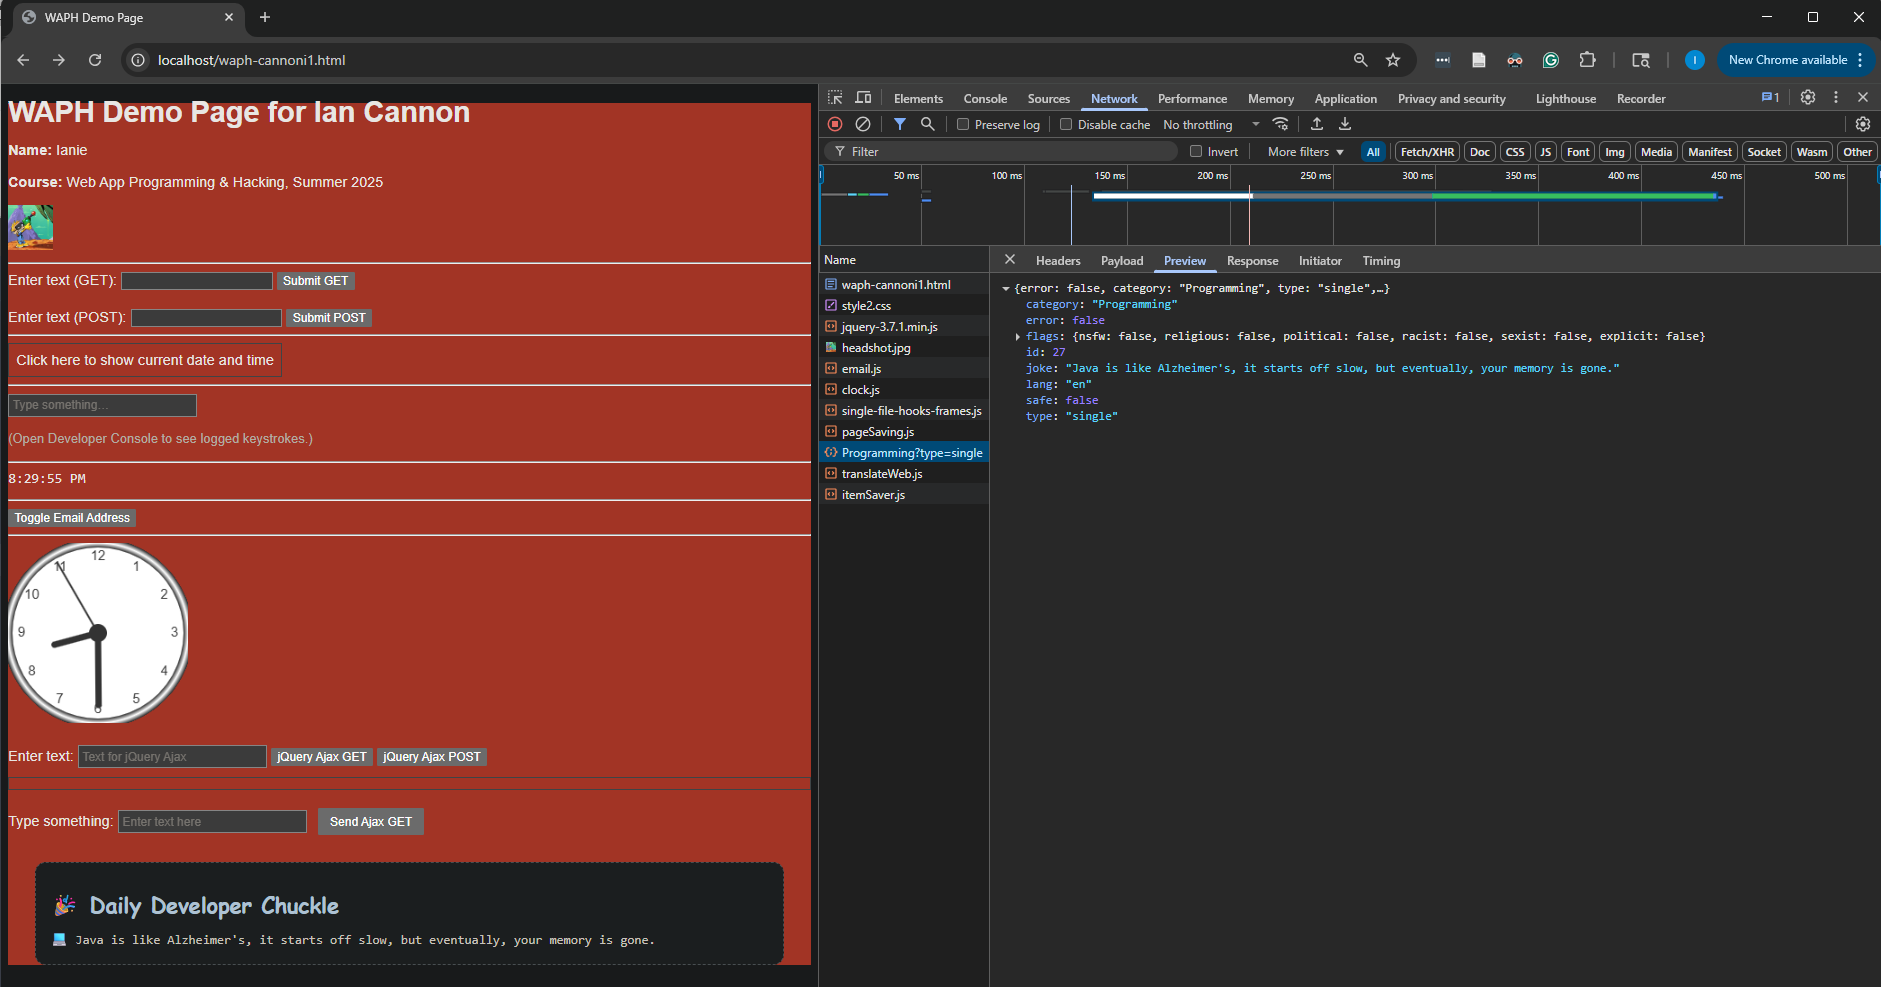 WAPH Demo Page
localhost/waph-cannoni1.html
New Chrome available
WAPH Demo Page for Ian Cannon
Name: Ianie
Course: Web App Programming & Hacking, Summer 2025
Enter text (GET): Submit GET
Enter text (POST): Submit POST
Click here to show current date and time
Type something...
(Open Developer Console to see logged keystrokes.)
8:29:55 PM
Toggle Email Address
12
11 1
10 2
9 3
8 4
7 5
6
Enter text: Text for jQuery Ajax jQuery Ajax GET jQuery Ajax POST
Type something: Enter text here Send Ajax GET
Daily Developer Chuckle
Java is like Alzheimer's, it starts off slow, but eventually, your memory is gone.
Elements Console Sources Network Performance Memory Application Privacy and security Lighthouse Recorder 1
Preserve log Disable cache No throttling
Filter Invert More filters All Fetch/XHR Doc CSS JS Font Img Media Manifest Socket Wasm Other
50 ms 100 ms 150 ms 200 ms 250 ms 300 ms 350 ms 400 ms 450 ms 500 ms
Name
waph-cannoni1.html
style2.css
jquery-3.7.1.min.js
headshot.jpg
email.js
clock.js
single-file-hooks-frames.js
pageSaving.js
Programming?type=single
translateWeb.js
itemSaver.js
Headers Payload Preview Response Initiator Timing
{error: false, category: "Programming", type: "single",…}
category: "Programming"
error: false
flags: {nsfw: false, religious: false, political: false, racist: false, sexist: false, explicit: false}
id: 27
joke: "Java is like Alzheimer's, it starts off slow, but eventually, your memory is gone."
lang: "en"
safe: false
type: "single"